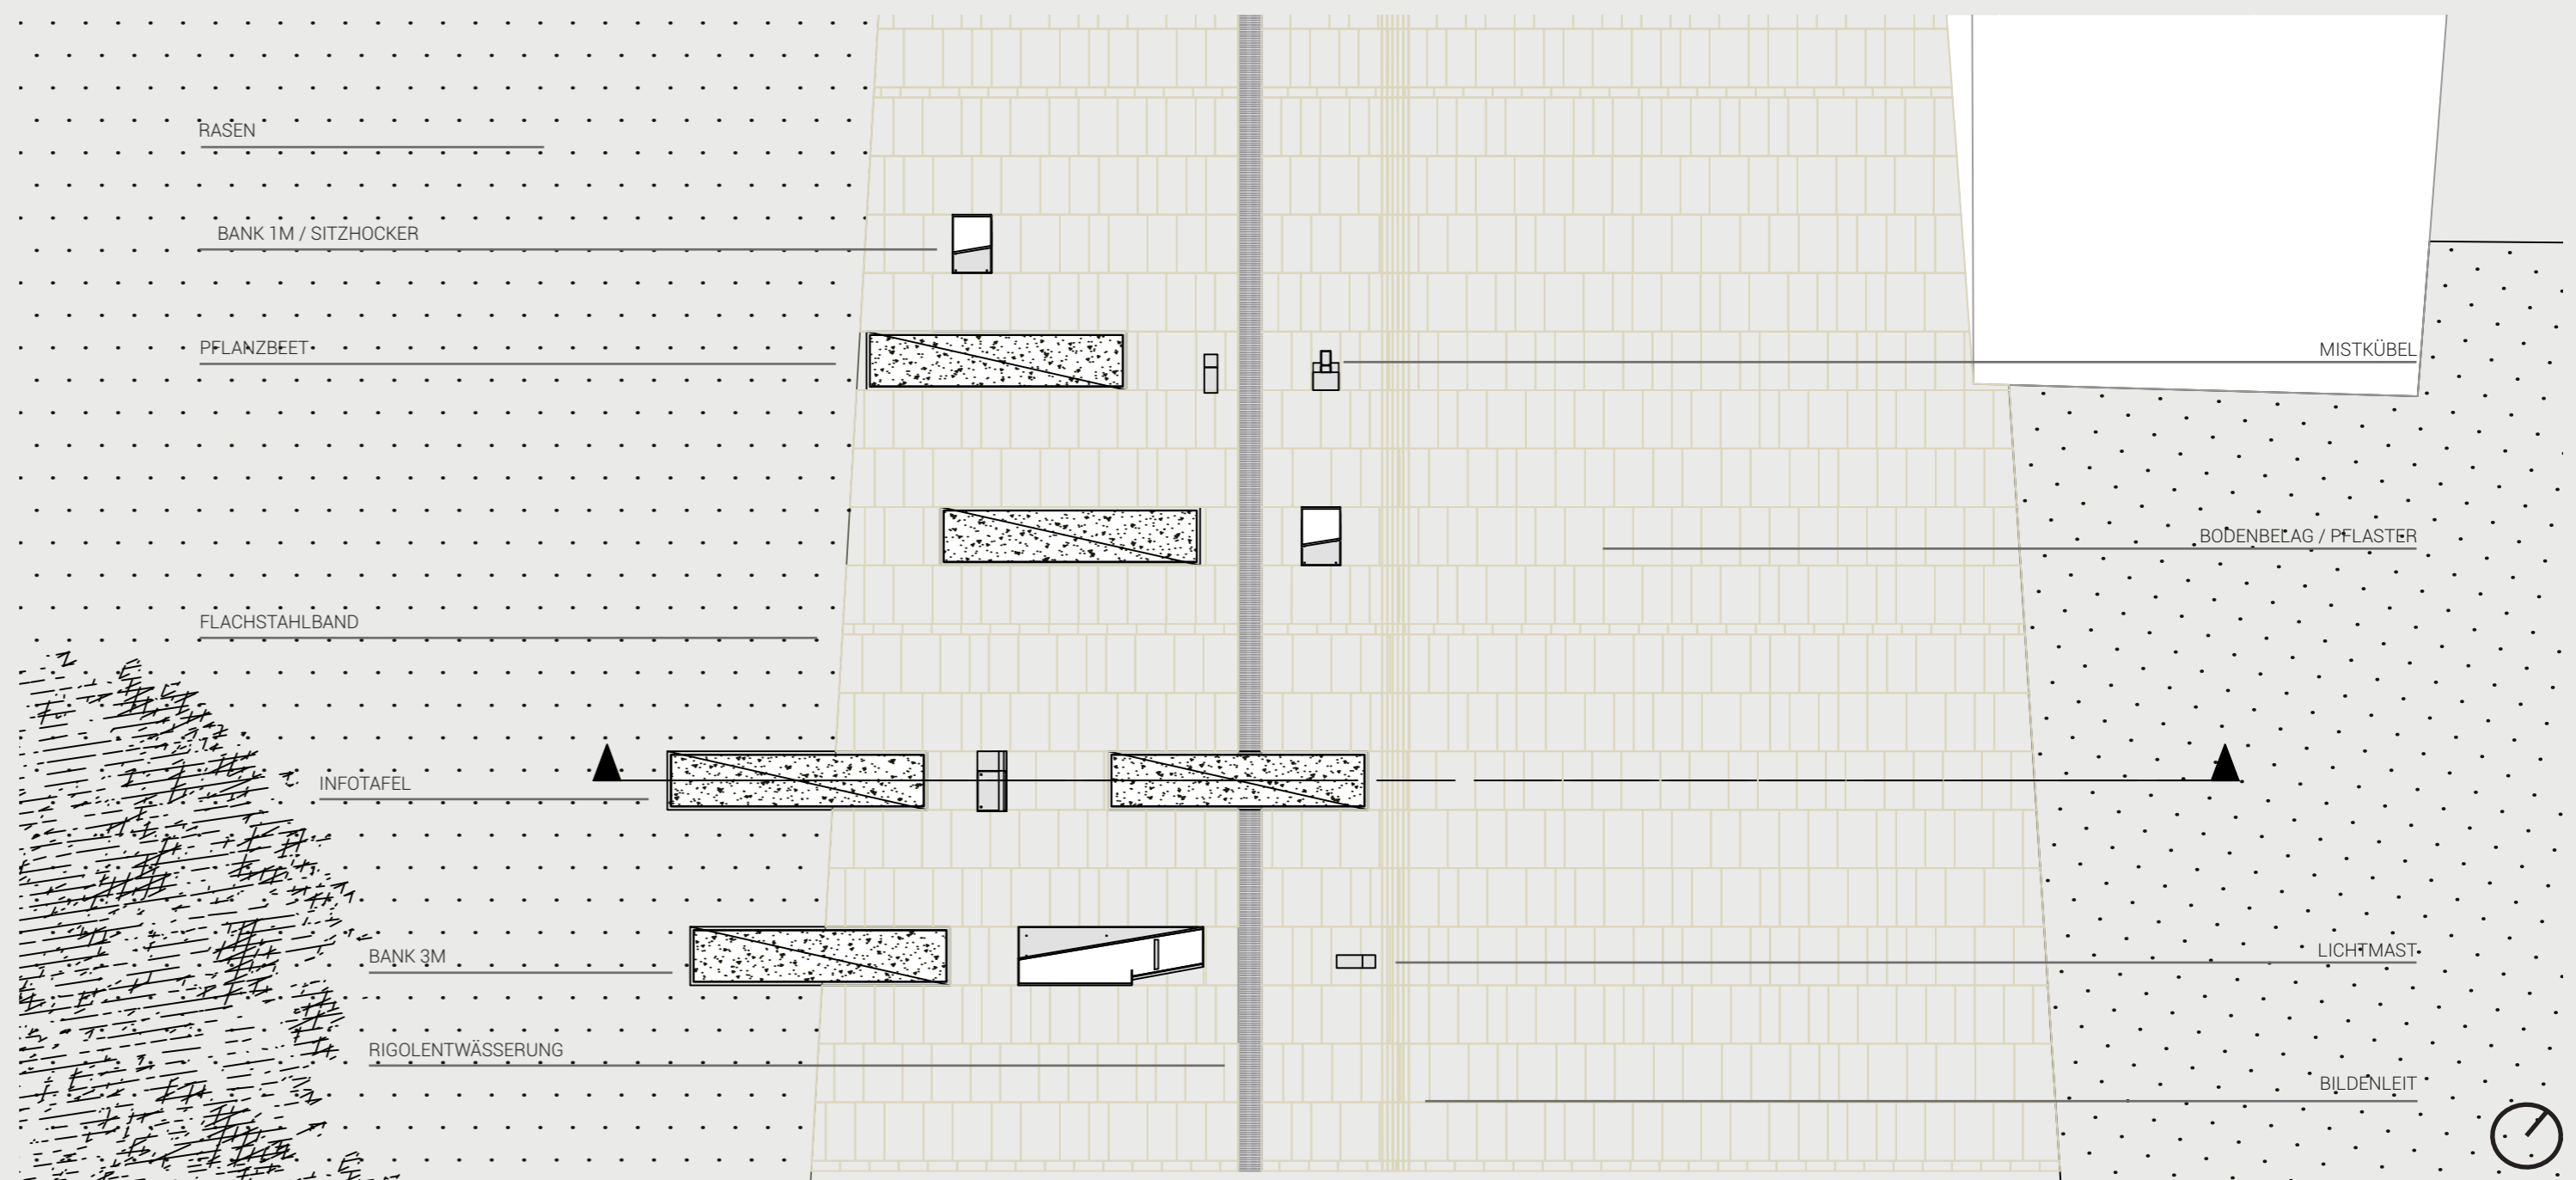 RASEN
BANK 1M / SITZHOCKER
PFLANZBEET
MISTKÜBEL
BODENBELAG / PFLASTER
FLACHSTAHLBAND
INFOTAFEL
BANK 3M
LICHTMAST
RIGOLENTWÄSSERUNG
BILDENLEIT